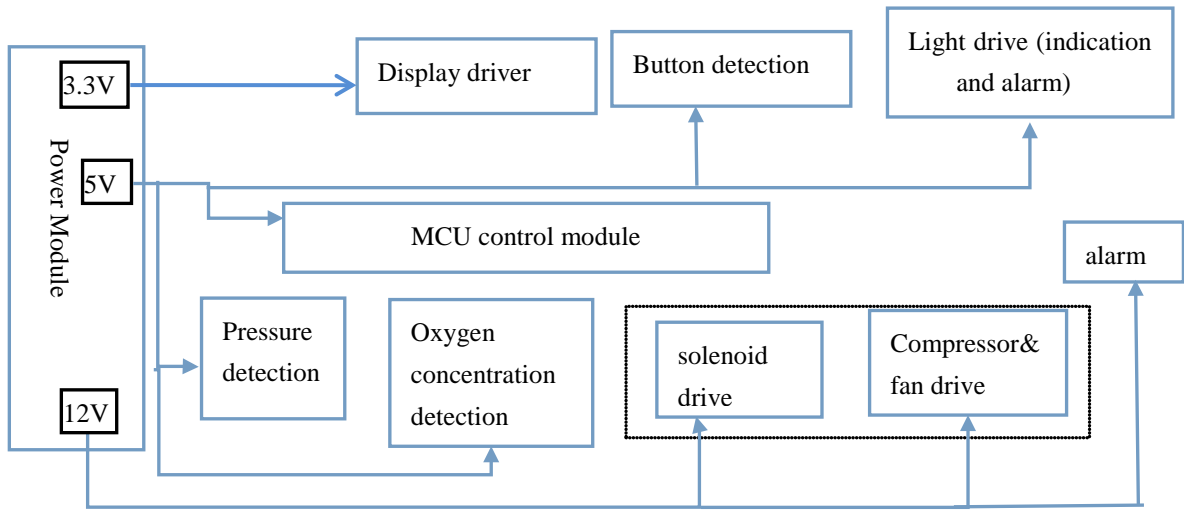 3.3V
Display driver
Button detection
Light drive (indication
and alarm)
Power Module
5V
MCU control module
alarm
Pressure
detection
Oxygen
concentration
detection
solenoid
drive
Compressor&
fan drive
12V